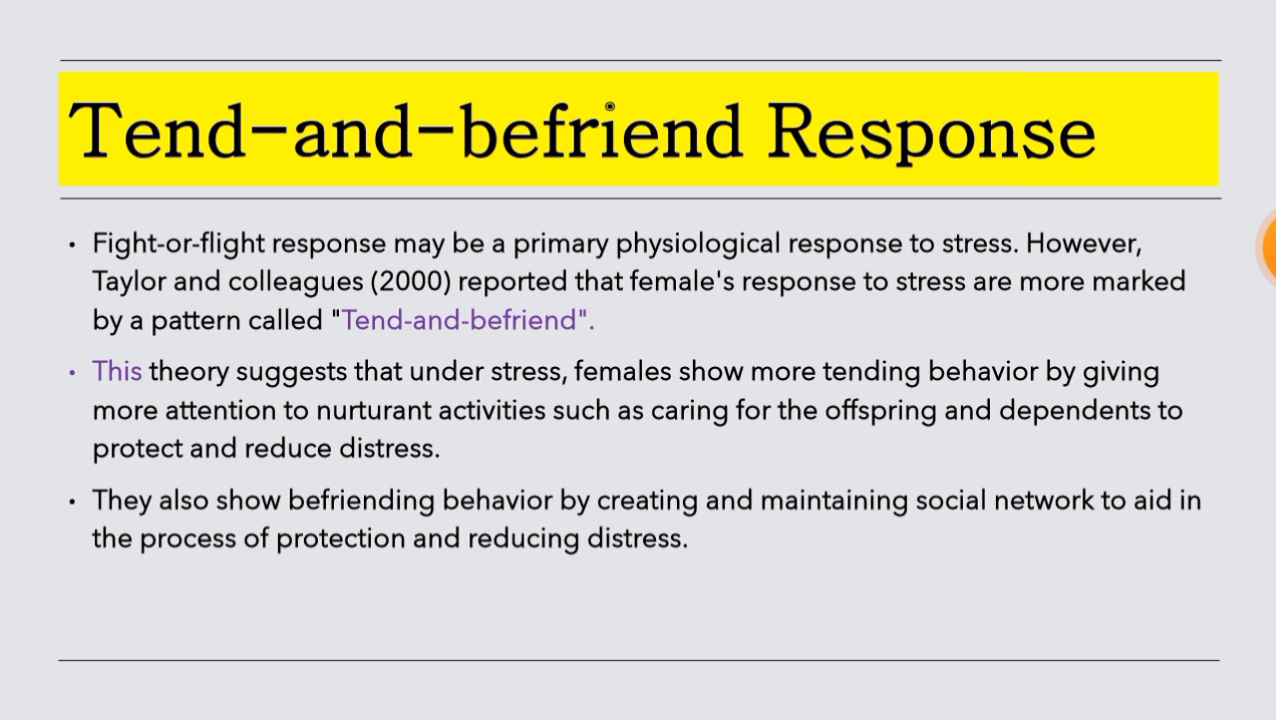 Tend-and-befriend Response
• Fight-or-flight response may be a primary physiological response to stress. However,
Taylor and colleagues (2000) reported that female's response to stress are more marked
by a pattern called "Tend-and-befriend".
• This theory suggests that under stress, females show more tending behavior by giving
more attention to nurturant activities such as caring for the offspring and dependents to
protect and reduce distress.
• They also show befriending behavior by creating and maintaining social network to aid in
the process of protection and reducing distress.